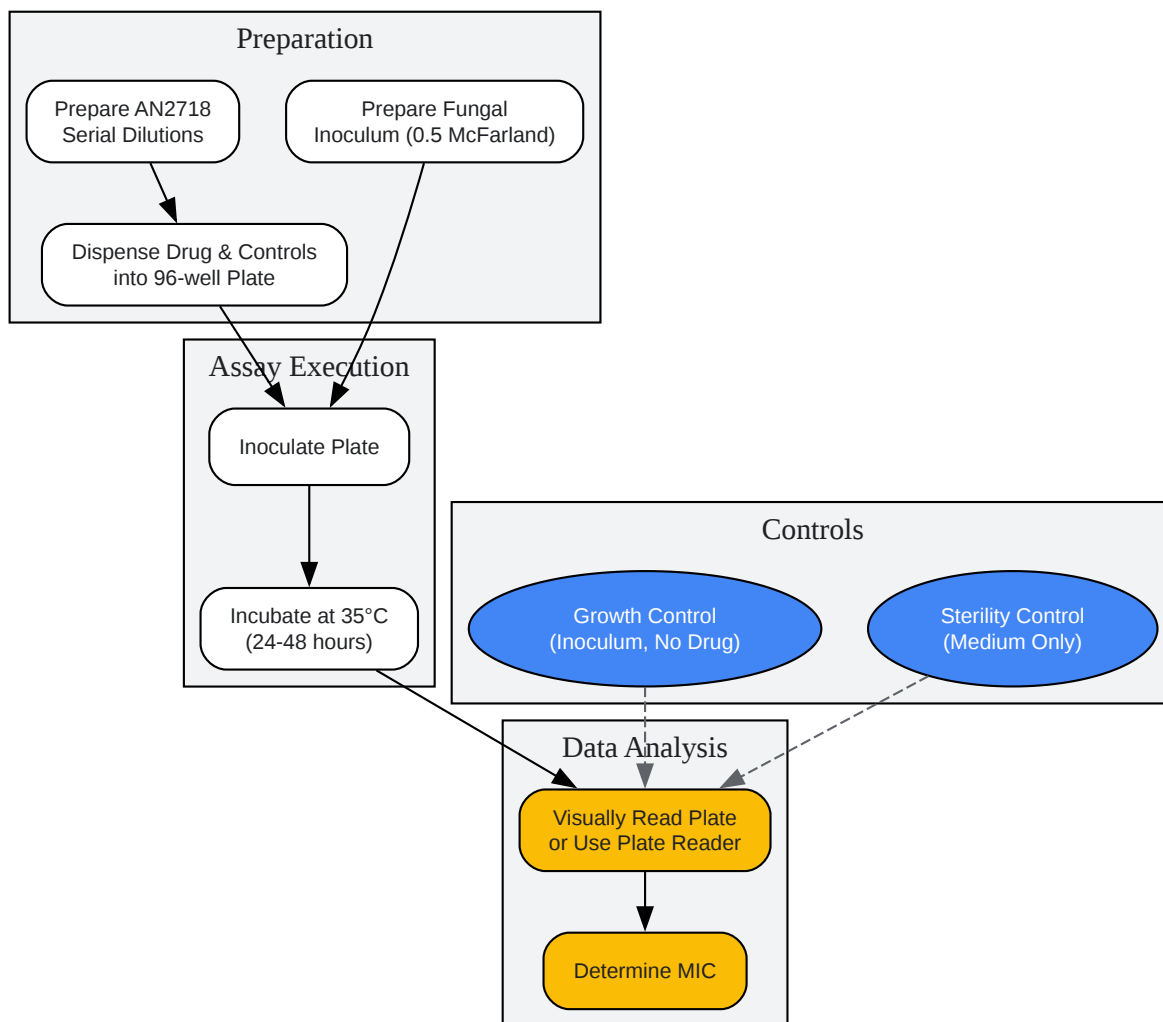 Preparation
Prepare AN2718
Serial Dilutions
Prepare Fungal
Inoculum (0.5 McFarland)
Dispense Drug & Controls
into 96-well Plate
Assay Execution
Inoculate Plate
Incubate at 35°C
(24-48 hours)
Controls
Growth Control
(Inoculum, No Drug)
Sterility Control
(Medium Only)
Data Analysis
Visually Read Plate
or Use Plate Reader
Determine MIC